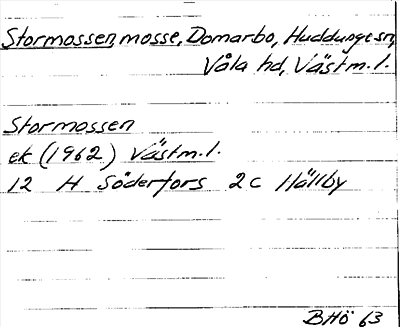 Stormossen, mosse, Domarbo, Huddunge sn,
Våla hd, Västm. l.
Stormossen
ek (1962) Västm. l.
12 H Söderfors 2c Hällby
BHö 63